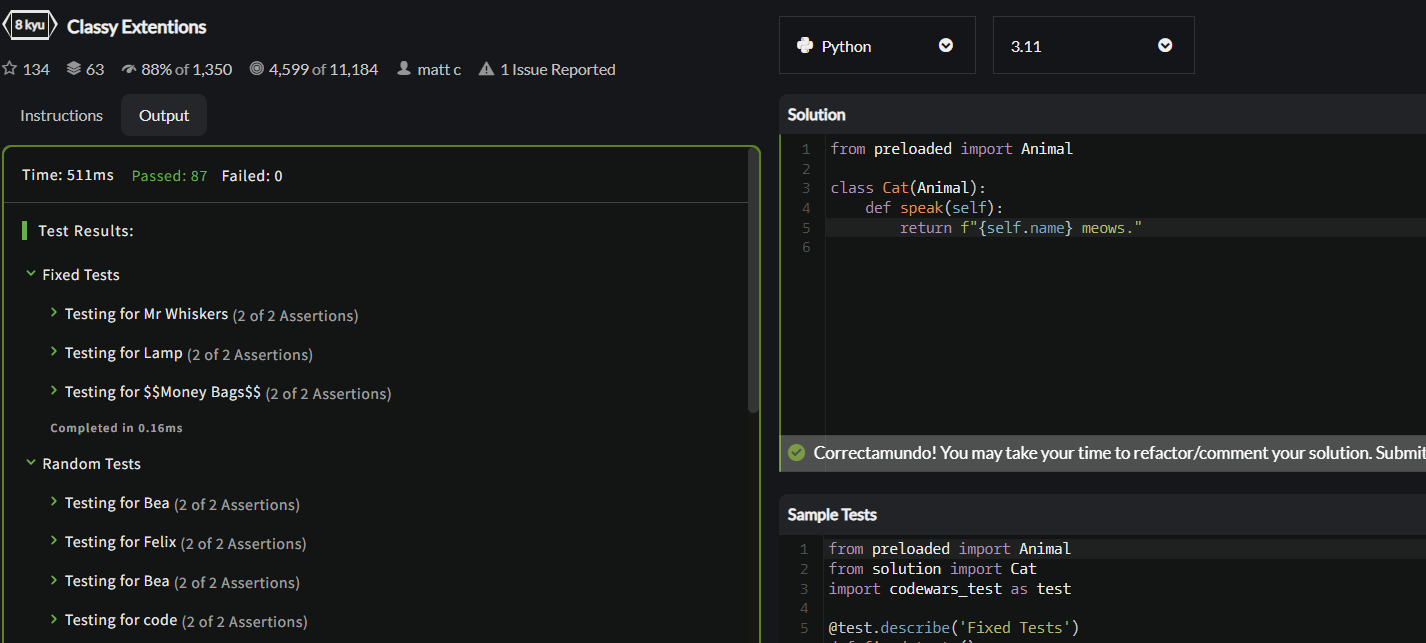 8 kyu Classy Extentions
134 63 88% of 1,350 4,599 of 11,184 matt c 1 Issue Reported
Instructions Output
Time: 511ms Passed: 87 Failed: 0
Test Results:
Fixed Tests
Testing for Mr Whiskers (2 of 2 Assertions)
Testing for Lamp (2 of 2 Assertions)
Testing for $$Money Bags$$ (2 of 2 Assertions)
Completed in 0.16ms
Random Tests
Testing for Bea (2 of 2 Assertions)
Testing for Felix (2 of 2 Assertions)
Testing for Bea (2 of 2 Assertions)
Testing for code (2 of 2 Assertions)
Python 3.11
Solution
1 from preloaded import Animal
2
3 class Cat(Animal):
4 def speak(self):
5 return f"{self.name} meows."
6
Correctamundo! You may take your time to refactor/comment your solution. Submit
Sample Tests
1 from preloaded import Animal
2 from solution import Cat
3 import codewars_test as test
4
5 @test.describe('Fixed Tests')